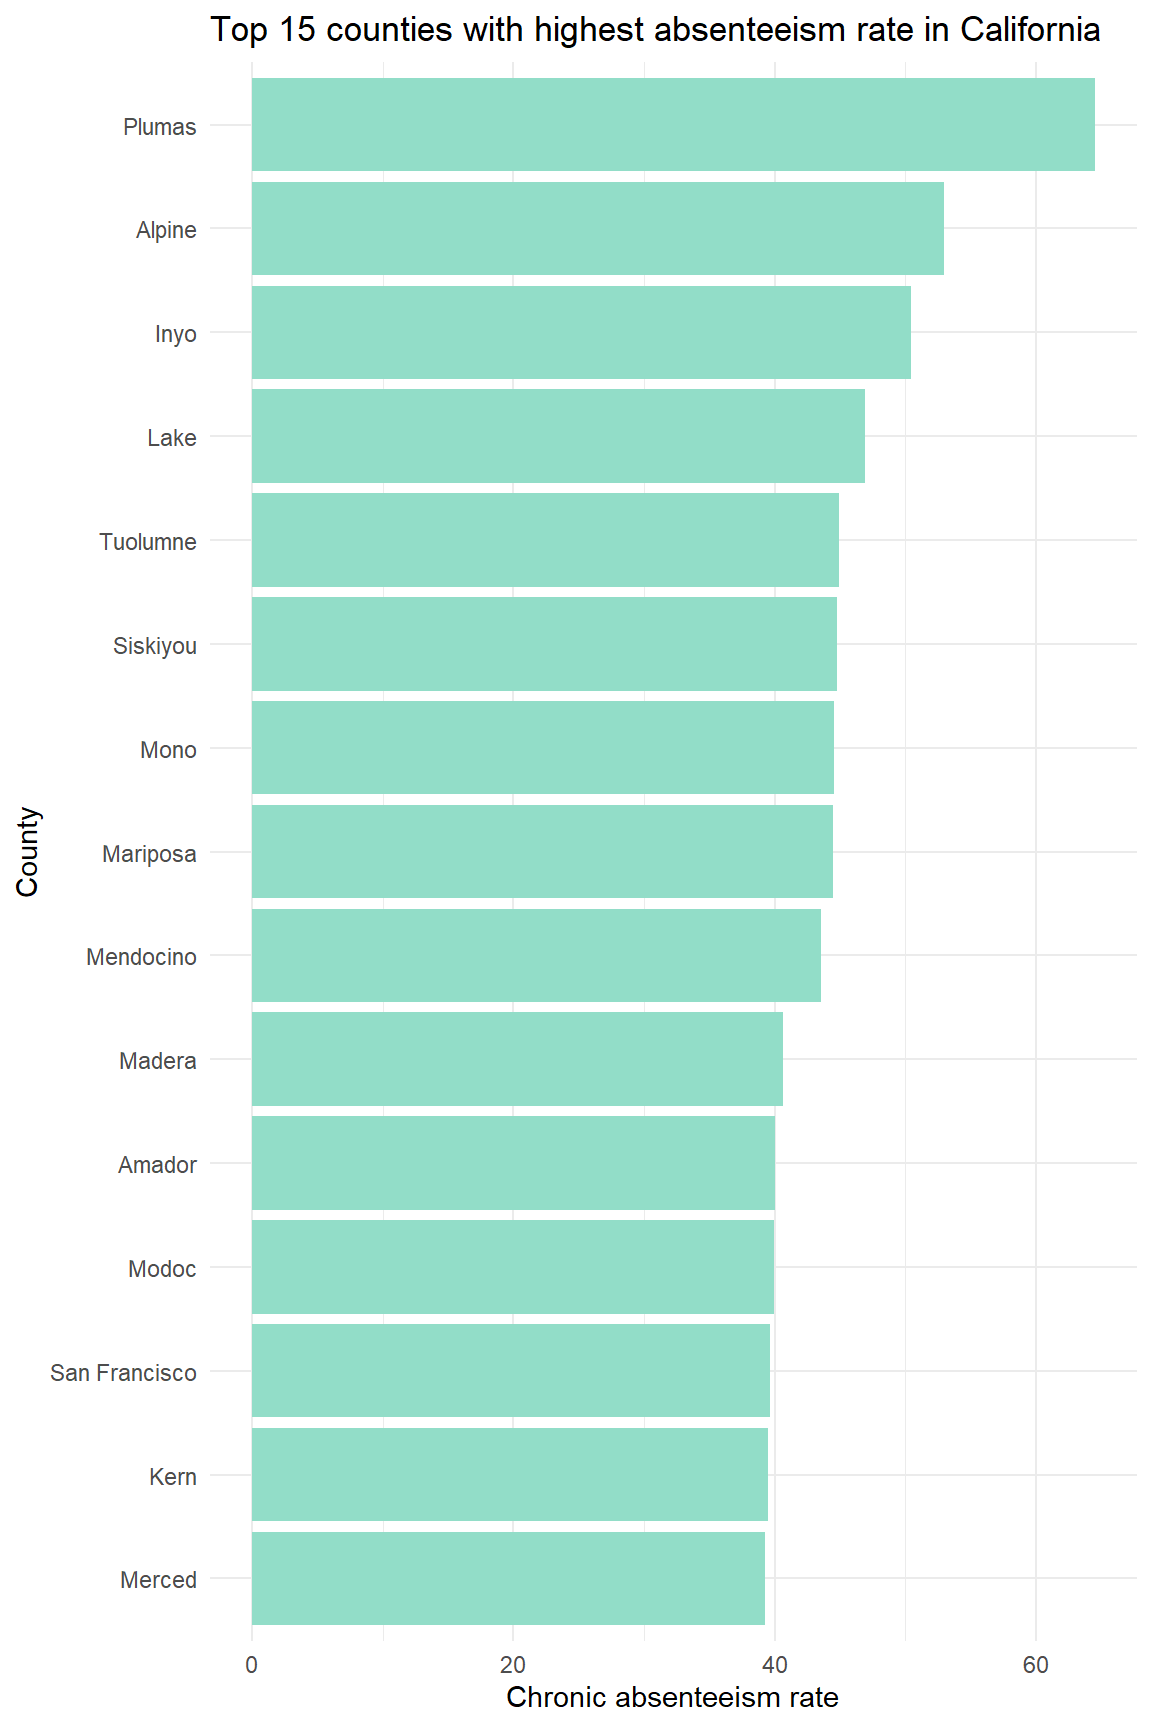 Top 15 counties with highest absenteeism rate in California
Plumas
Alpine
Inyo
Lake
Tuolumne
Siskiyou
Mono
Mariposa
County
Mendocino
Madera
Amador
Modoc
San Francisco
Kern
Merced
0 20 40 60
Chronic absenteeism rate